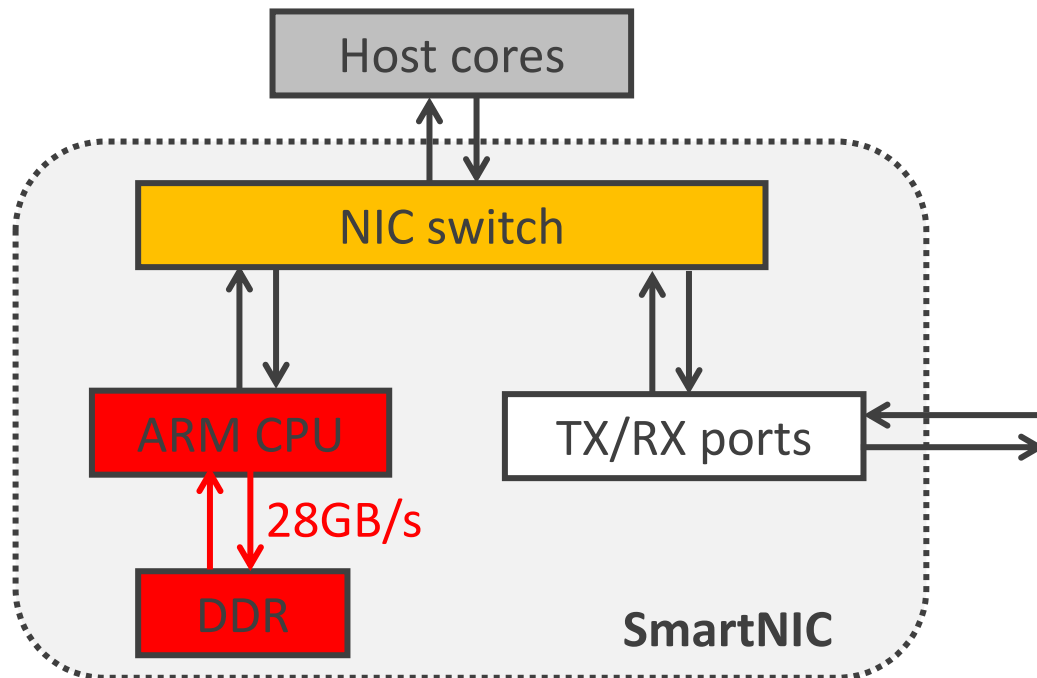 Host cores
NIC switch
ARM CPU
TX/RX ports
28GB/s
DDR
SmartNIC